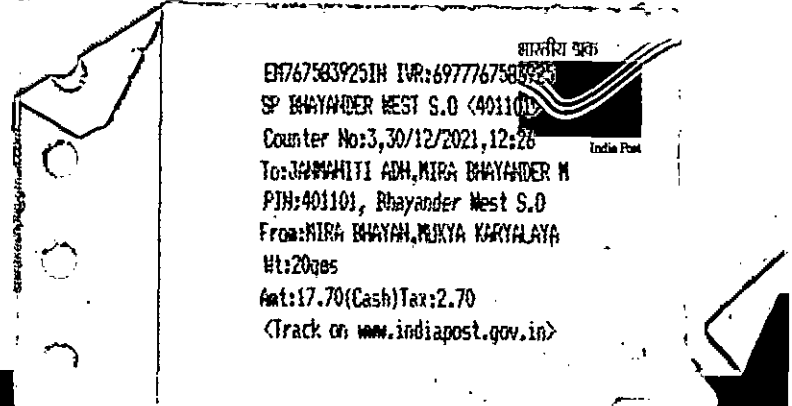 भारतीय डाक
EM767583925IN IVR:6977767583925
SP BHAYANDER WEST S.O <401101>
Counter No:3,30/12/2021,12:26
India Post
To:JANMAHITI ADH,MIRA BHAYANDER M
PIN:401101, Bhayander West S.O
From:MIRA BHAYAN,MUKYA KARYALAYA
Wt:20gms
Amt:17.70(Cash)Tax:2.70
<Track on www.indiapost.gov.in>